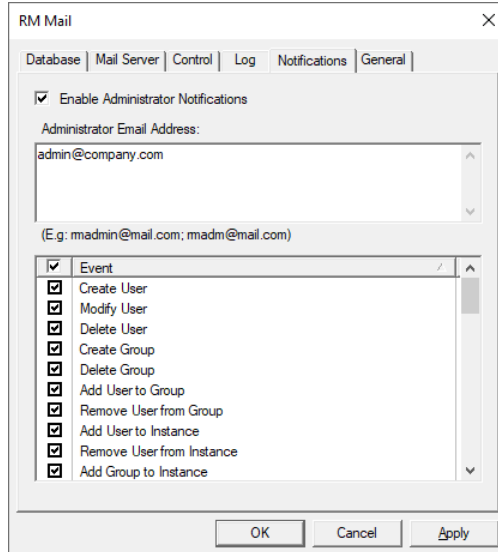 RM Mail
Database Mail Server Control Log Notifications General
Enable Administrator Notifications
Administrator Email Address:
admin@company.com
(E.g: rmadmin@mail.com; rmadm@mail.com)
Event
Create User
Modify User
Delete User
Create Group
Delete Group
Add User to Group
Remove User from Group
Add User to Instance
Remove User from Instance
Add Group to Instance
OK Cancel Apply